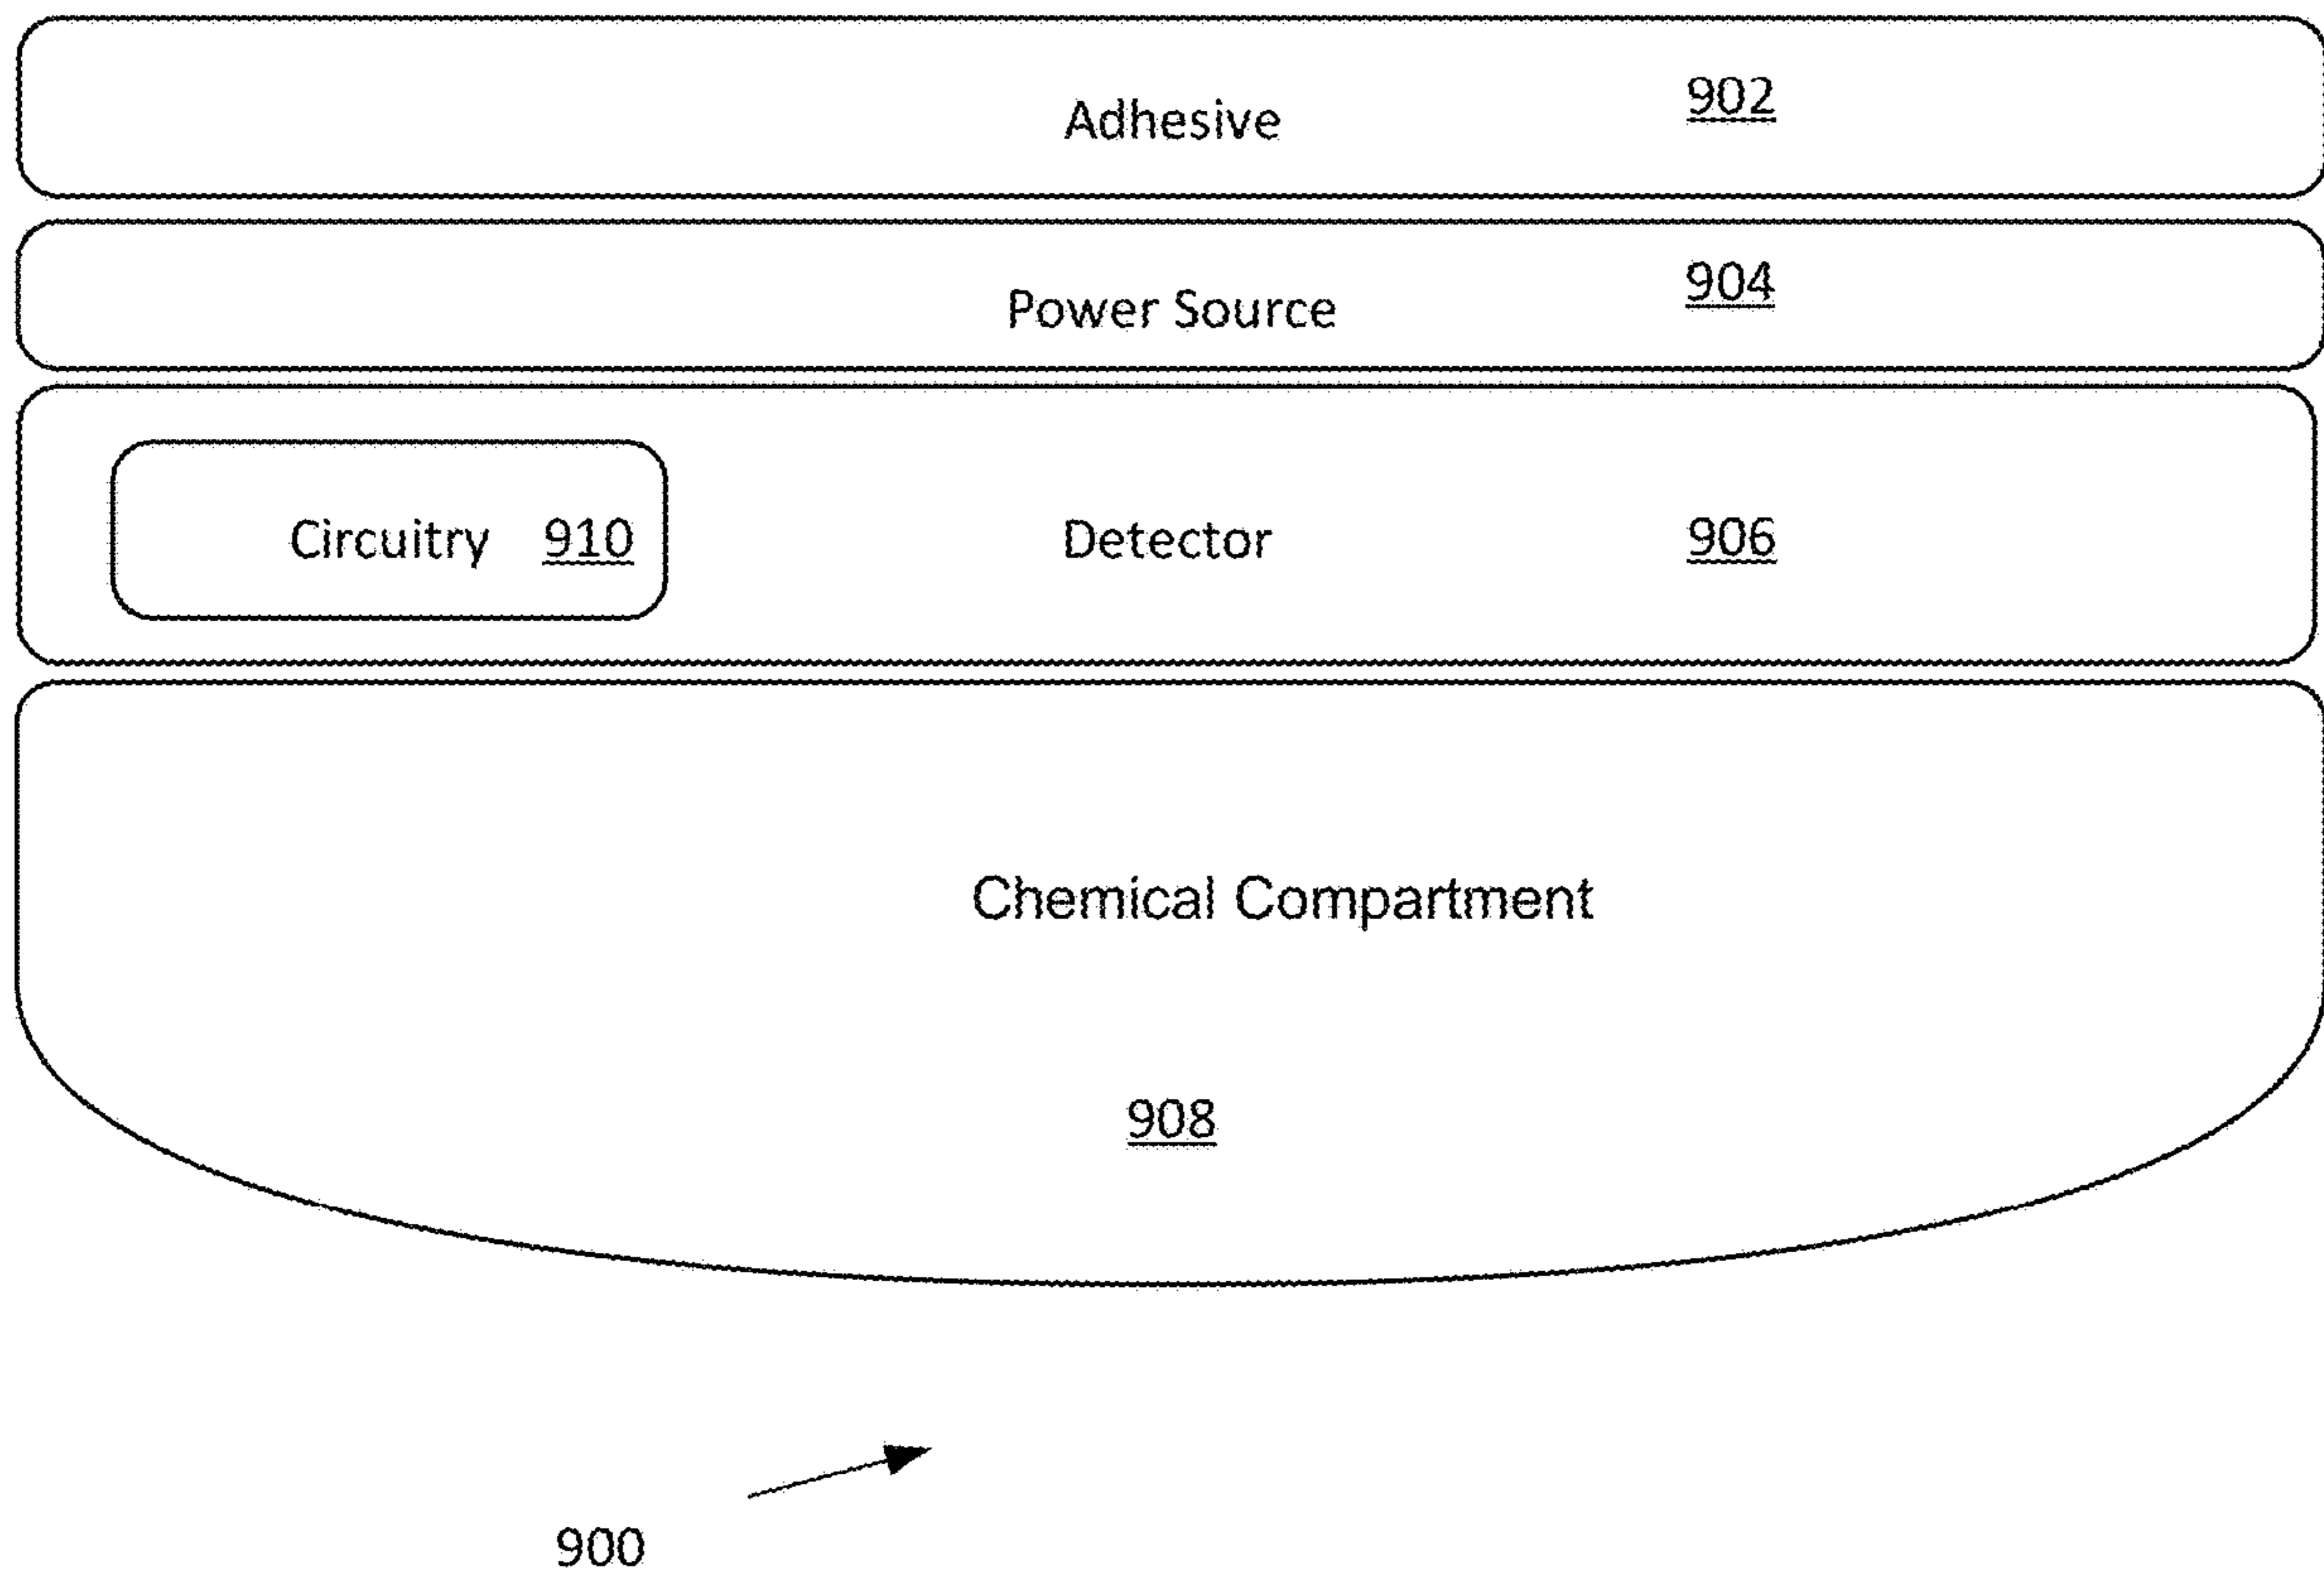 Adhesive 902
Power Source 904
Circuitry 910 Detector 906
Chemical Compartment
908
900